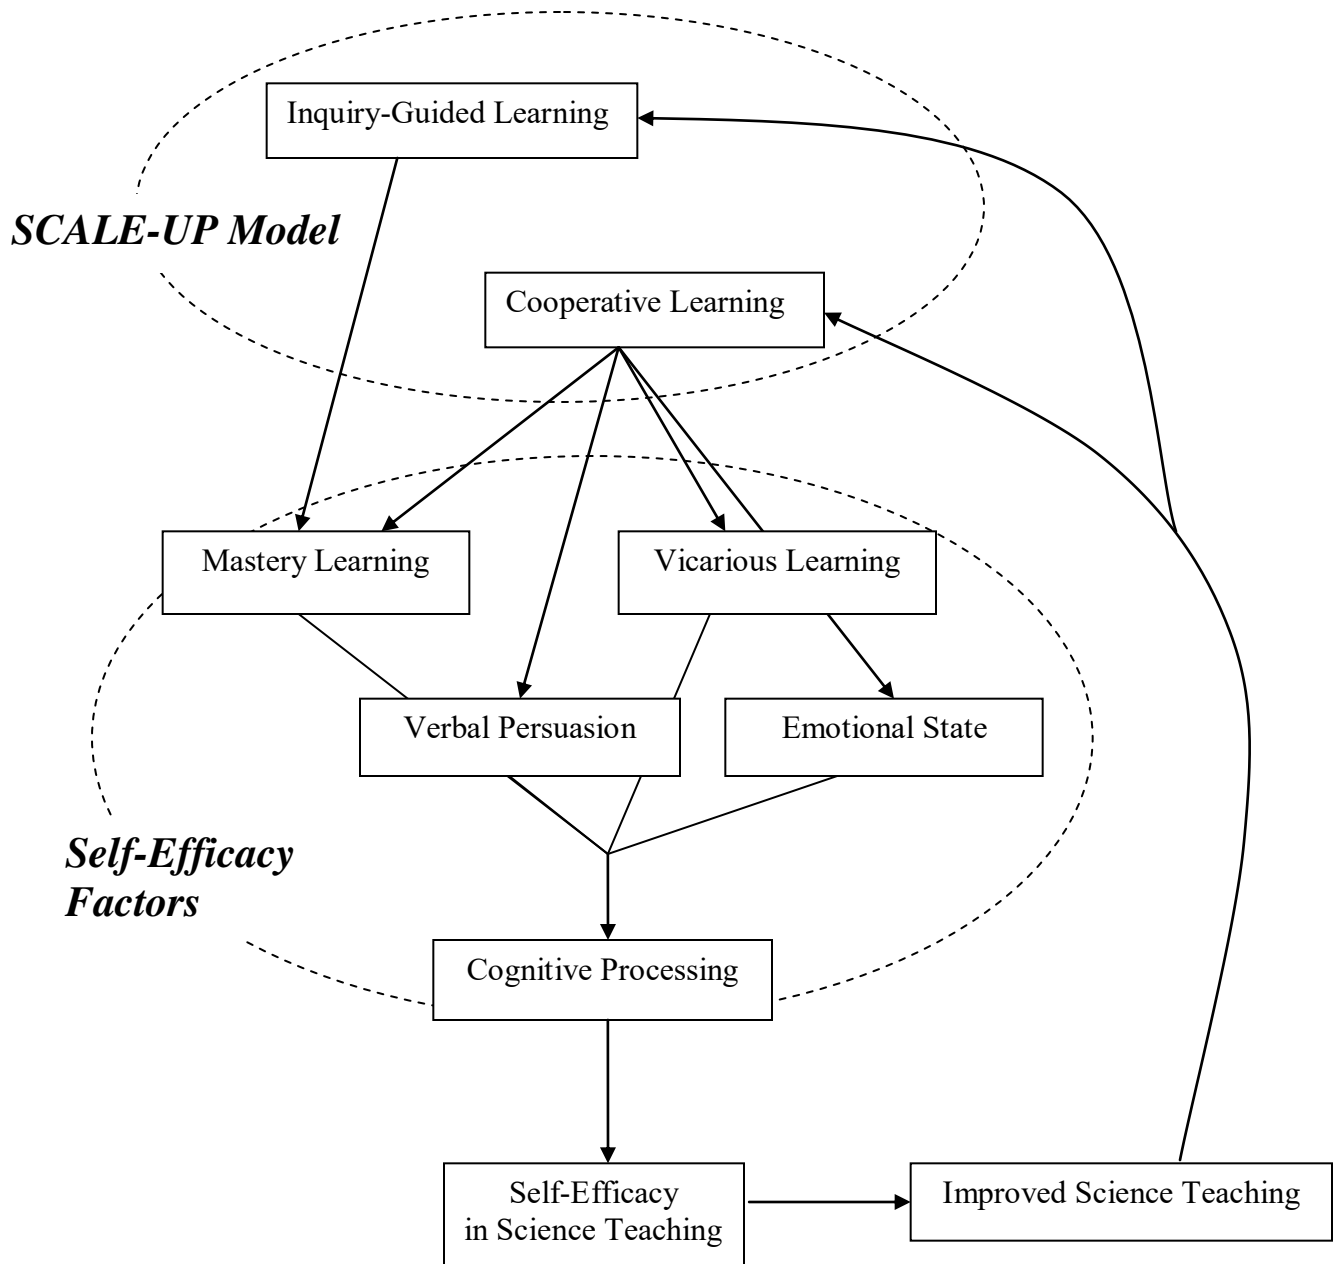 Inquiry-Guided Learning
SCALE-UP Model
Cooperative Learning
Mastery Learning
Vicarious Learning
Verbal Persuasion
Emotional State
Self-Efficacy
Factors
Cognitive Processing
Self-Efficacy
in Science Teaching
Improved Science Teaching